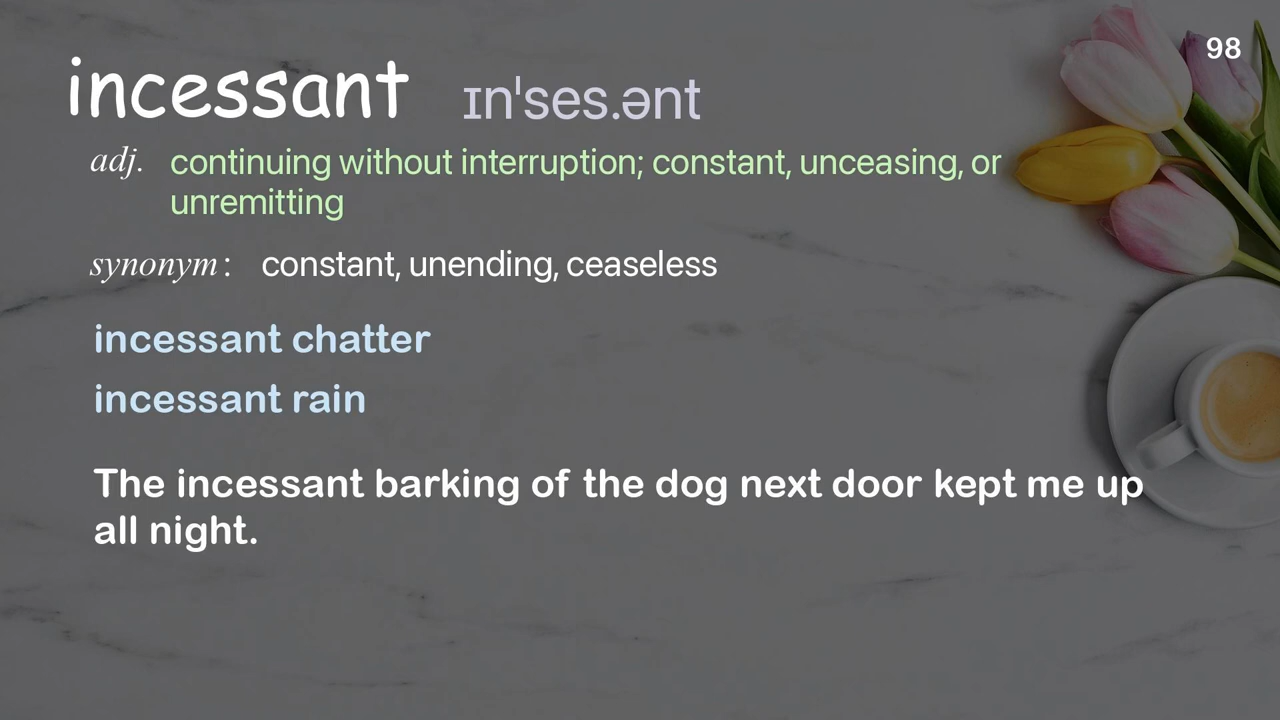 98
incessant ɪnˈses.ənt
adj. continuing without interruption; constant, unceasing, or
unremitting
synonym : constant, unending, ceaseless
incessant chatter
incessant rain
The incessant barking of the dog next door kept me up
all night.